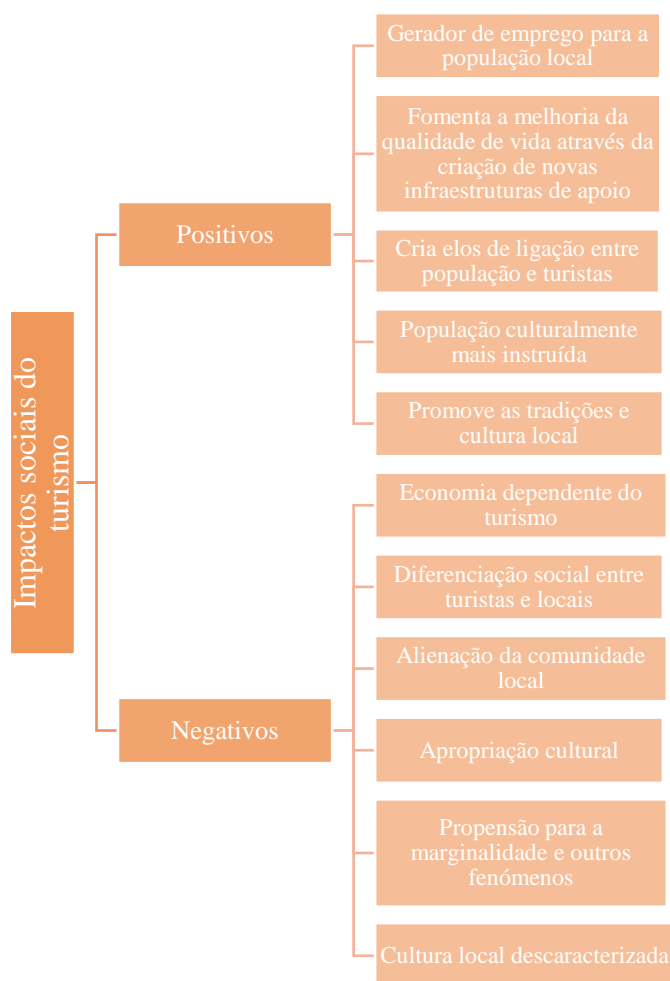 Impactos sociais do
turismo
Positivos
Gerador de emprego para a
população local
Fomenta a melhoria da
qualidade de vida através da
criação de novas
infraestruturas de apoio
Cria elos de ligação entre
população e turistas
População culturalmente
mais instruída
Promove as tradições e
cultura local
Negativos
Economia dependente do
turismo
Diferenciação social entre
turistas e locais
Alienação da comunidade
local
Apropriação cultural
Propensão para a
marginalidade e outros
fenómenos
Cultura local descaracterizada